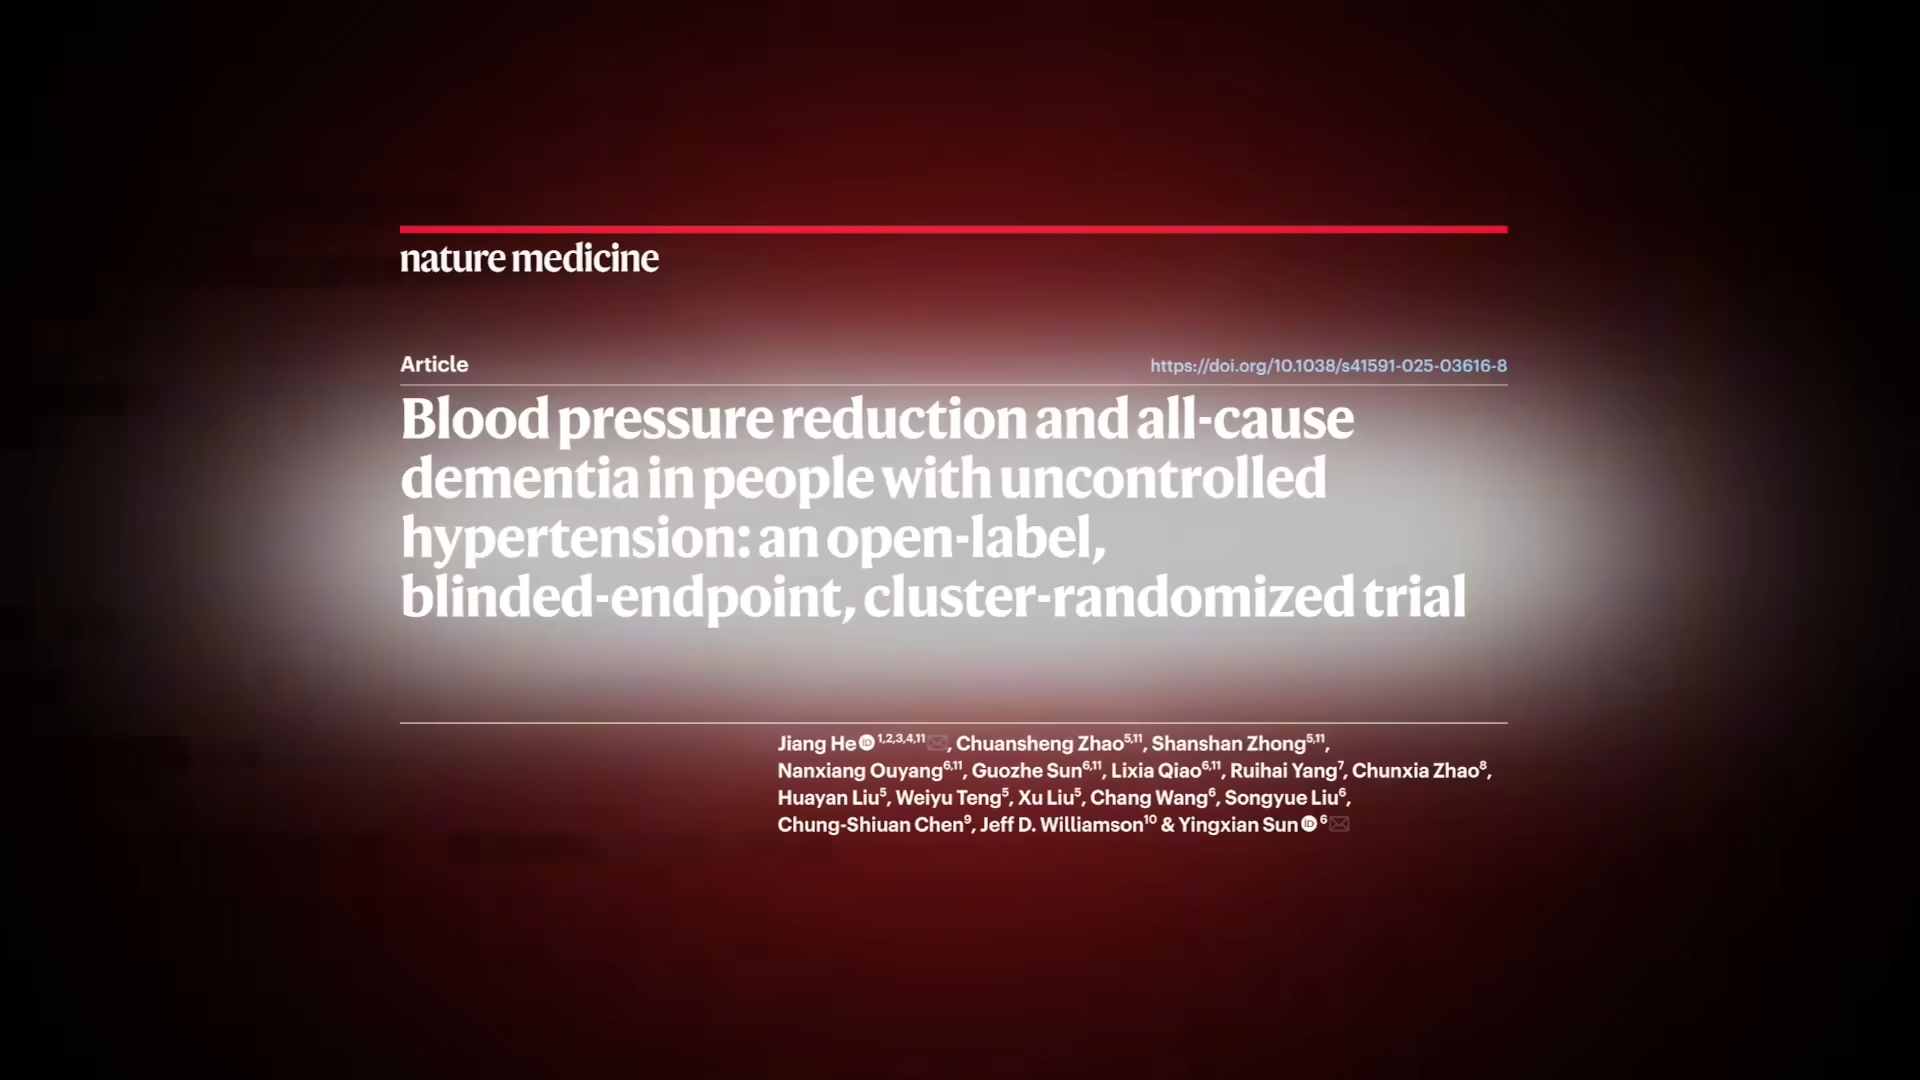 nature medicine
Article
https://doi.org/10.1038/s41591-025-03616-8
Blood pressure reduction and all-cause
dementia in people with uncontrolled
hypertension: an open-label,
blinded-endpoint, cluster-randomized trial
Jiang He 1,2,3,4,11, Chuansheng Zhao5,11, Shanshan Zhong5,11,
Nanxiang Ouyang6,11, Guozhe Sun6,11, Lixia Qiao6,11, Ruihai Yang7, Chunxia Zhao8,
Huayan Liu5, Weiyu Teng5, Xu Liu5, Chang Wang6, Songyue Liu6,
Chung-Shiuan Chen9, Jeff D. Williamson10 & Yingxian Sun 6